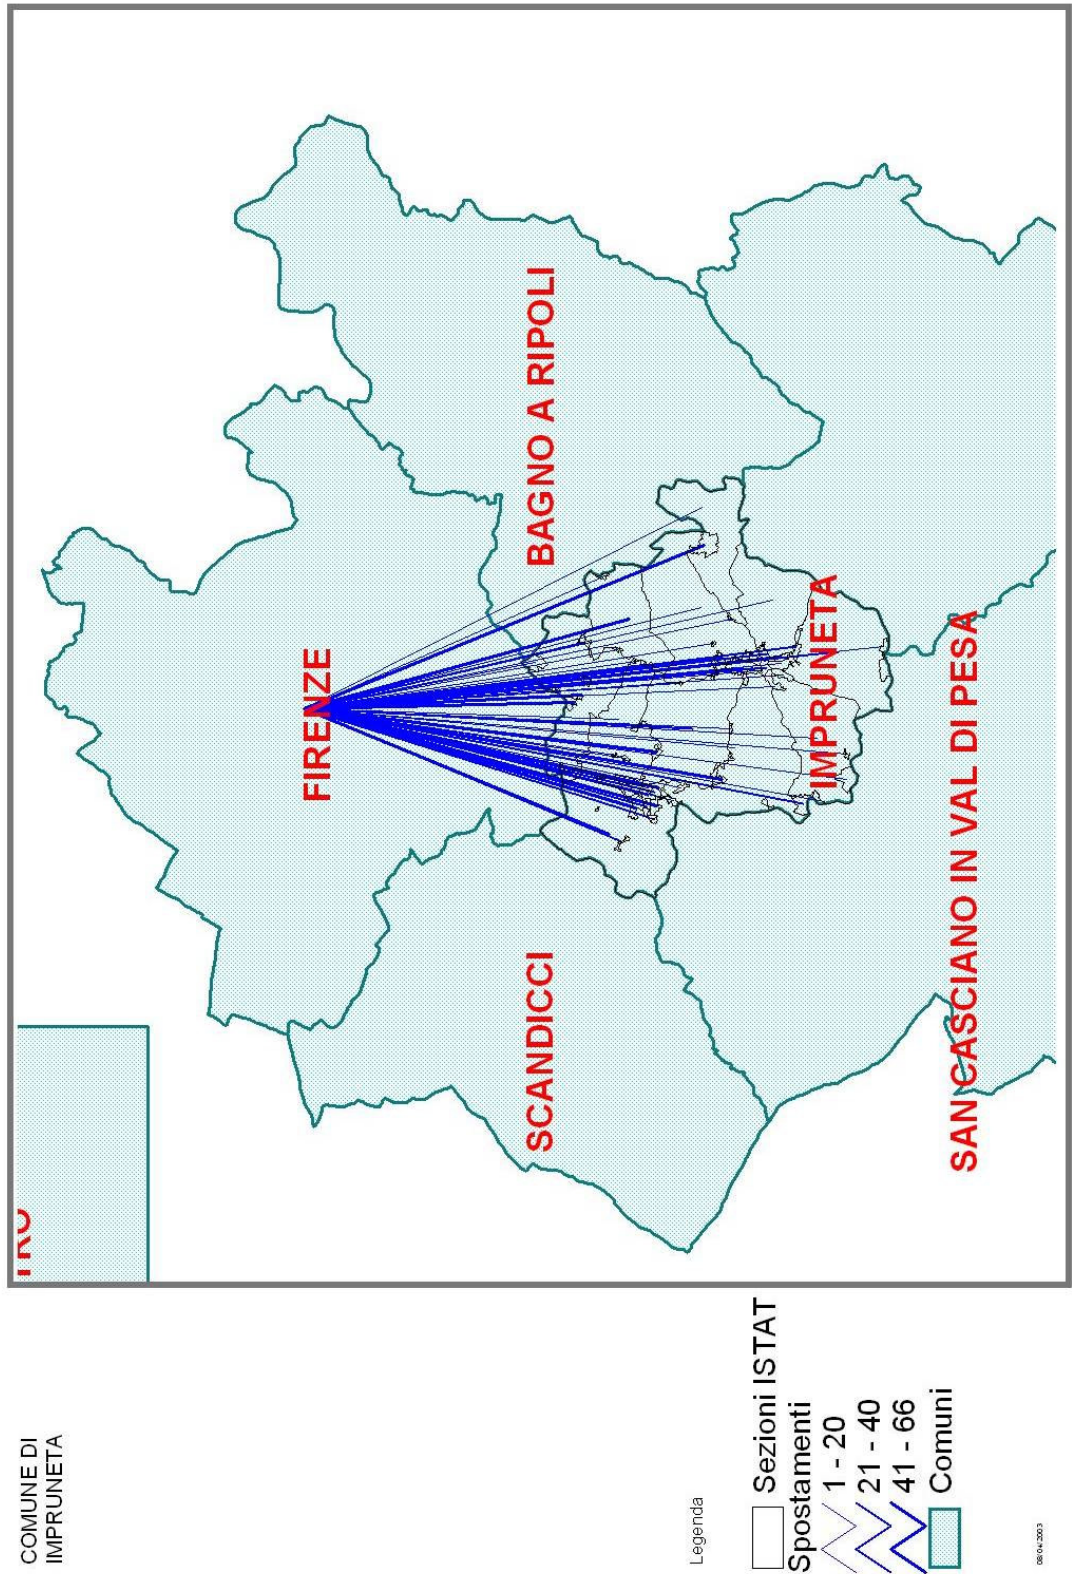 COMUNE DI
IMPRUNETA
FIRENZE
BAGNO A RIPOLI
SCANDICCI
IMPRUNETA
SAN CASCIANO IN VAL DI PESA
Legenda
Sezioni ISTAT
Spostamenti
1 - 20
21 - 40
41 - 66
Comuni